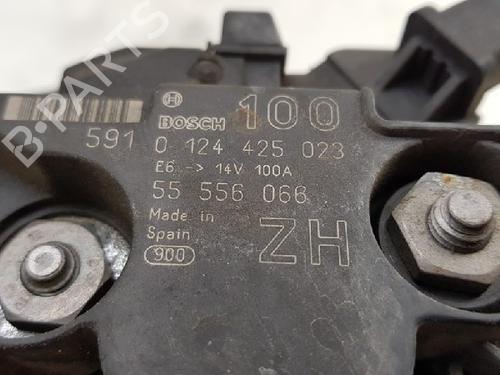 BOSCH 100
591 0 124 425 023
E6 -> 14V 100A
55 556 066
Made in
Spain
ZH
900
B-PARTS